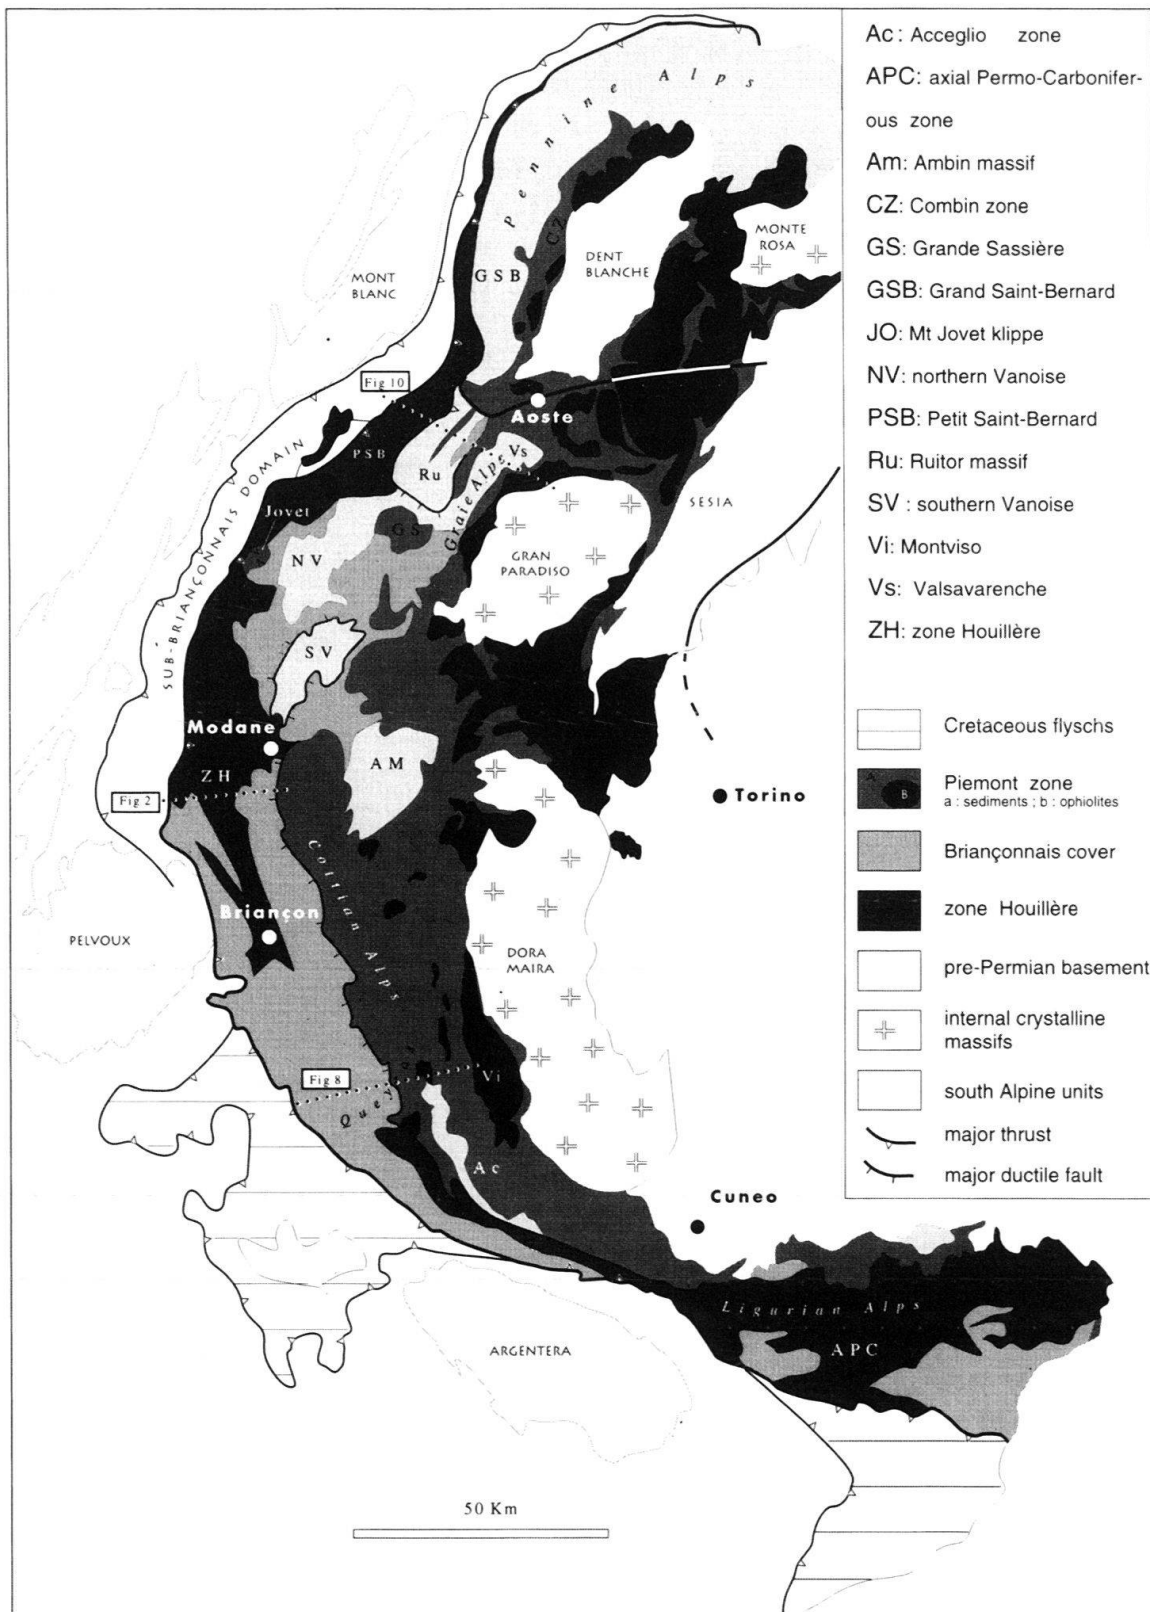 Pennine Alps
CZ
MONTE
ROSA
DENT
BLANCHE
GSB
MONT
BLANC
Fig 10
Aoste
PSB
Vs
Ru
SUB-BRIANÇONNAIS DOMAIN
Graie Alps
SESIA
Jovet
GS
NV
GRAN
PARADISO
SV
Modane
AM
ZH
Fig 2
Torino
Cottian Alps
Briançon
PELVOUX
DORA
MAIRA
Fig 8
Vi
Ac
Cuneo
Ligurian Alps
APC
ARGENTERA
50 Km
Ac: Acceglio zone
APC: axial Permo-Carbonifer-
ous zone
Am: Ambin massif
CZ: Combin zone
GS: Grande Sassière
GSB: Grand Saint-Bernard
JO: Mt Jovet klippe
NV: northern Vanoise
PSB: Petit Saint-Bernard
Ru: Ruitor massif
SV : southern Vanoise
Vi: Montviso
Vs: Valsavarenche
ZH: zone Houillère
Cretaceous flyschs
A
B
Piemont zone
a : sediments ; b : ophiolites
Briançonnais cover
zone Houillère
pre-Permian basement
internal crystalline
massifs
south Alpine units
major thrust
major ductile fault